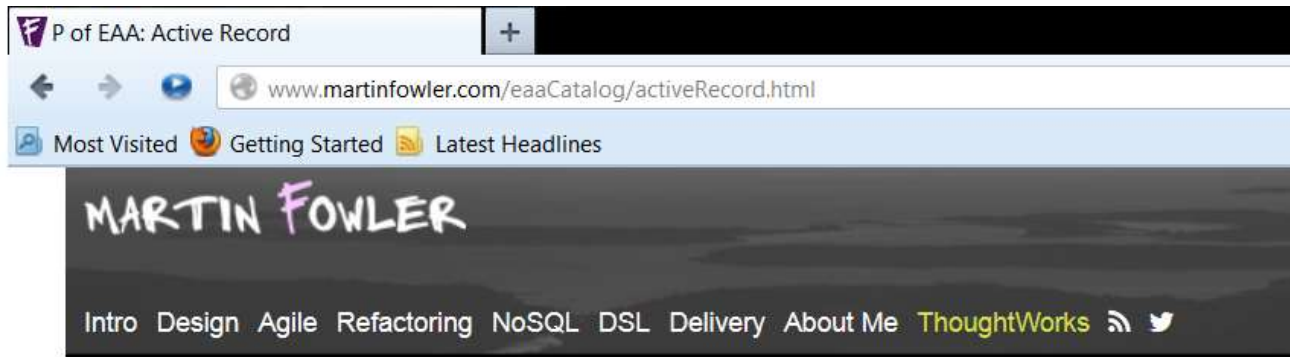 P of EAA: Active Record
www.martinfowler.com/eaaCatalog/activeRecord.html
Most Visited Getting Started Latest Headlines
MARTIN FOWLER
Intro Design Agile Refactoring NoSQL DSL Delivery About Me ThoughtWorks